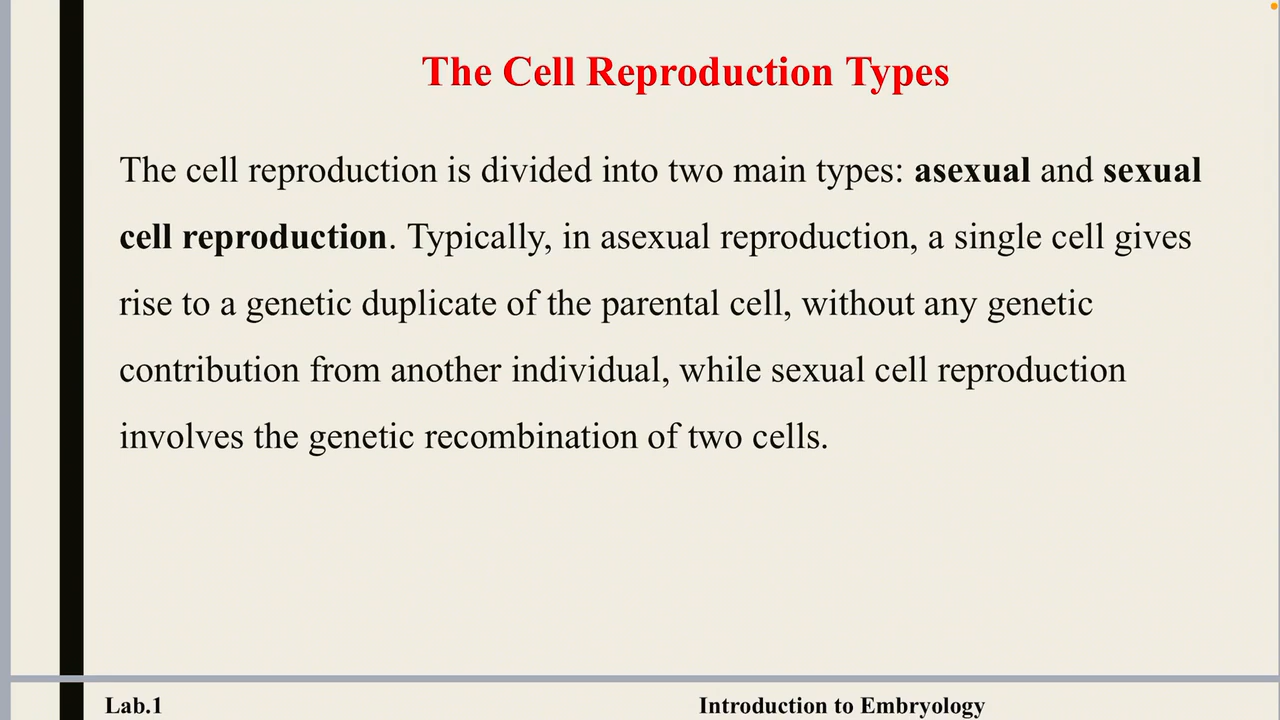 The Cell Reproduction Types
The cell reproduction is divided into two main types: asexual and sexual
cell reproduction. Typically, in asexual reproduction, a single cell gives
rise to a genetic duplicate of the parental cell, without any genetic
contribution from another individual, while sexual cell reproduction
involves the genetic recombination of two cells.
Lab.1 Introduction to Embryology